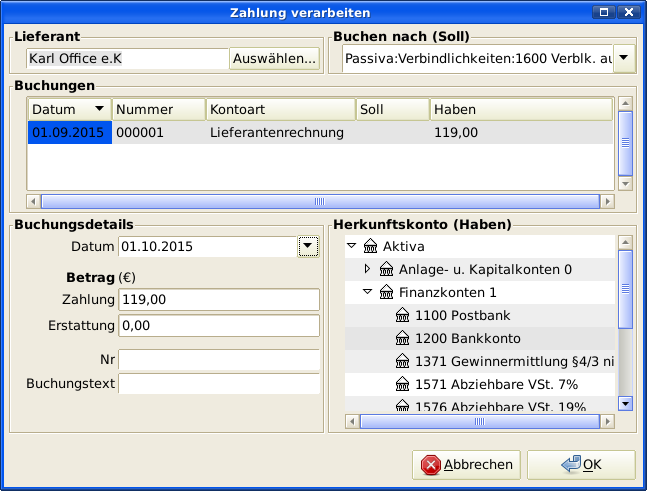 Zahlung verarbeiten
Lieferant
Karl Office e.K
Auswählen...
Buchen nach (Soll)
Passiva:Verbindlichkeiten:1600 Verblk. au
Buchungen
Datum Nummer Kontoart Soll Haben
01.09.2015 000001 Lieferantenrechnung 119,00
Buchungsdetails
Datum 01.10.2015
Betrag (€)
Zahlung 119,00
Erstattung 0,00
Nr
Buchungstext
Herkunftskonto (Haben)
Aktiva
Anlage- u. Kapitalkonten 0
Finanzkonten 1
1100 Postbank
1200 Bankkonto
1371 Gewinnermittlung §4/3 ni
1571 Abziehbare VSt. 7%
1576 Abziehbare VSt. 19%
Abbrechen
OK